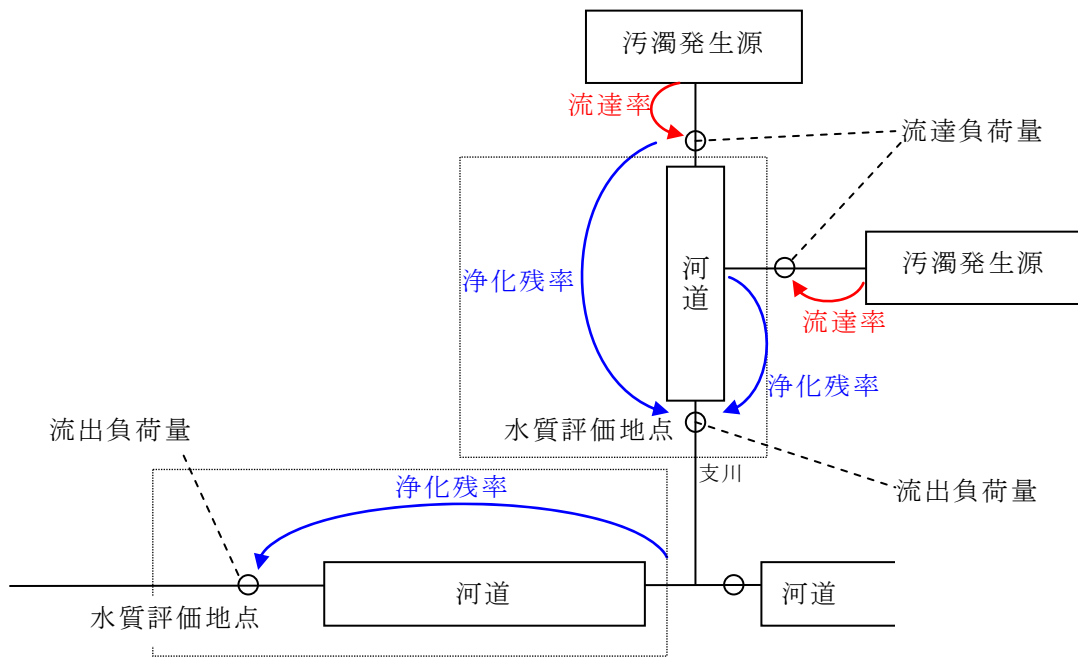 汚濁発生源
流達率
流達負荷量
河道
汚濁発生源
浄化残率
流達率
浄化残率
水質評価地点
流出負荷量
支川
浄化残率
流出負荷量
河道
河道
水質評価地点